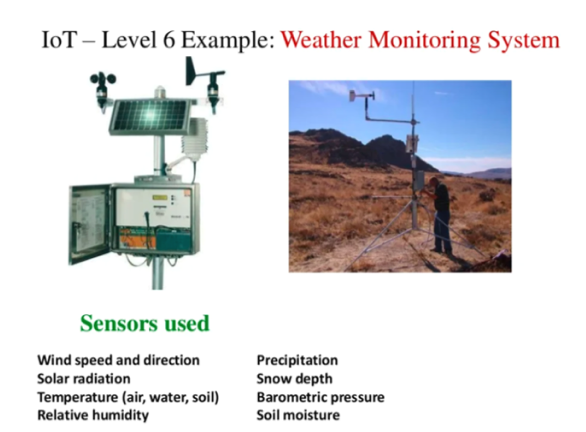 IoT – Level 6 Example: Weather Monitoring System
Sensors used
Wind speed and direction
Solar radiation
Temperature (air, water, soil)
Relative humidity
Precipitation
Snow depth
Barometric pressure
Soil moisture